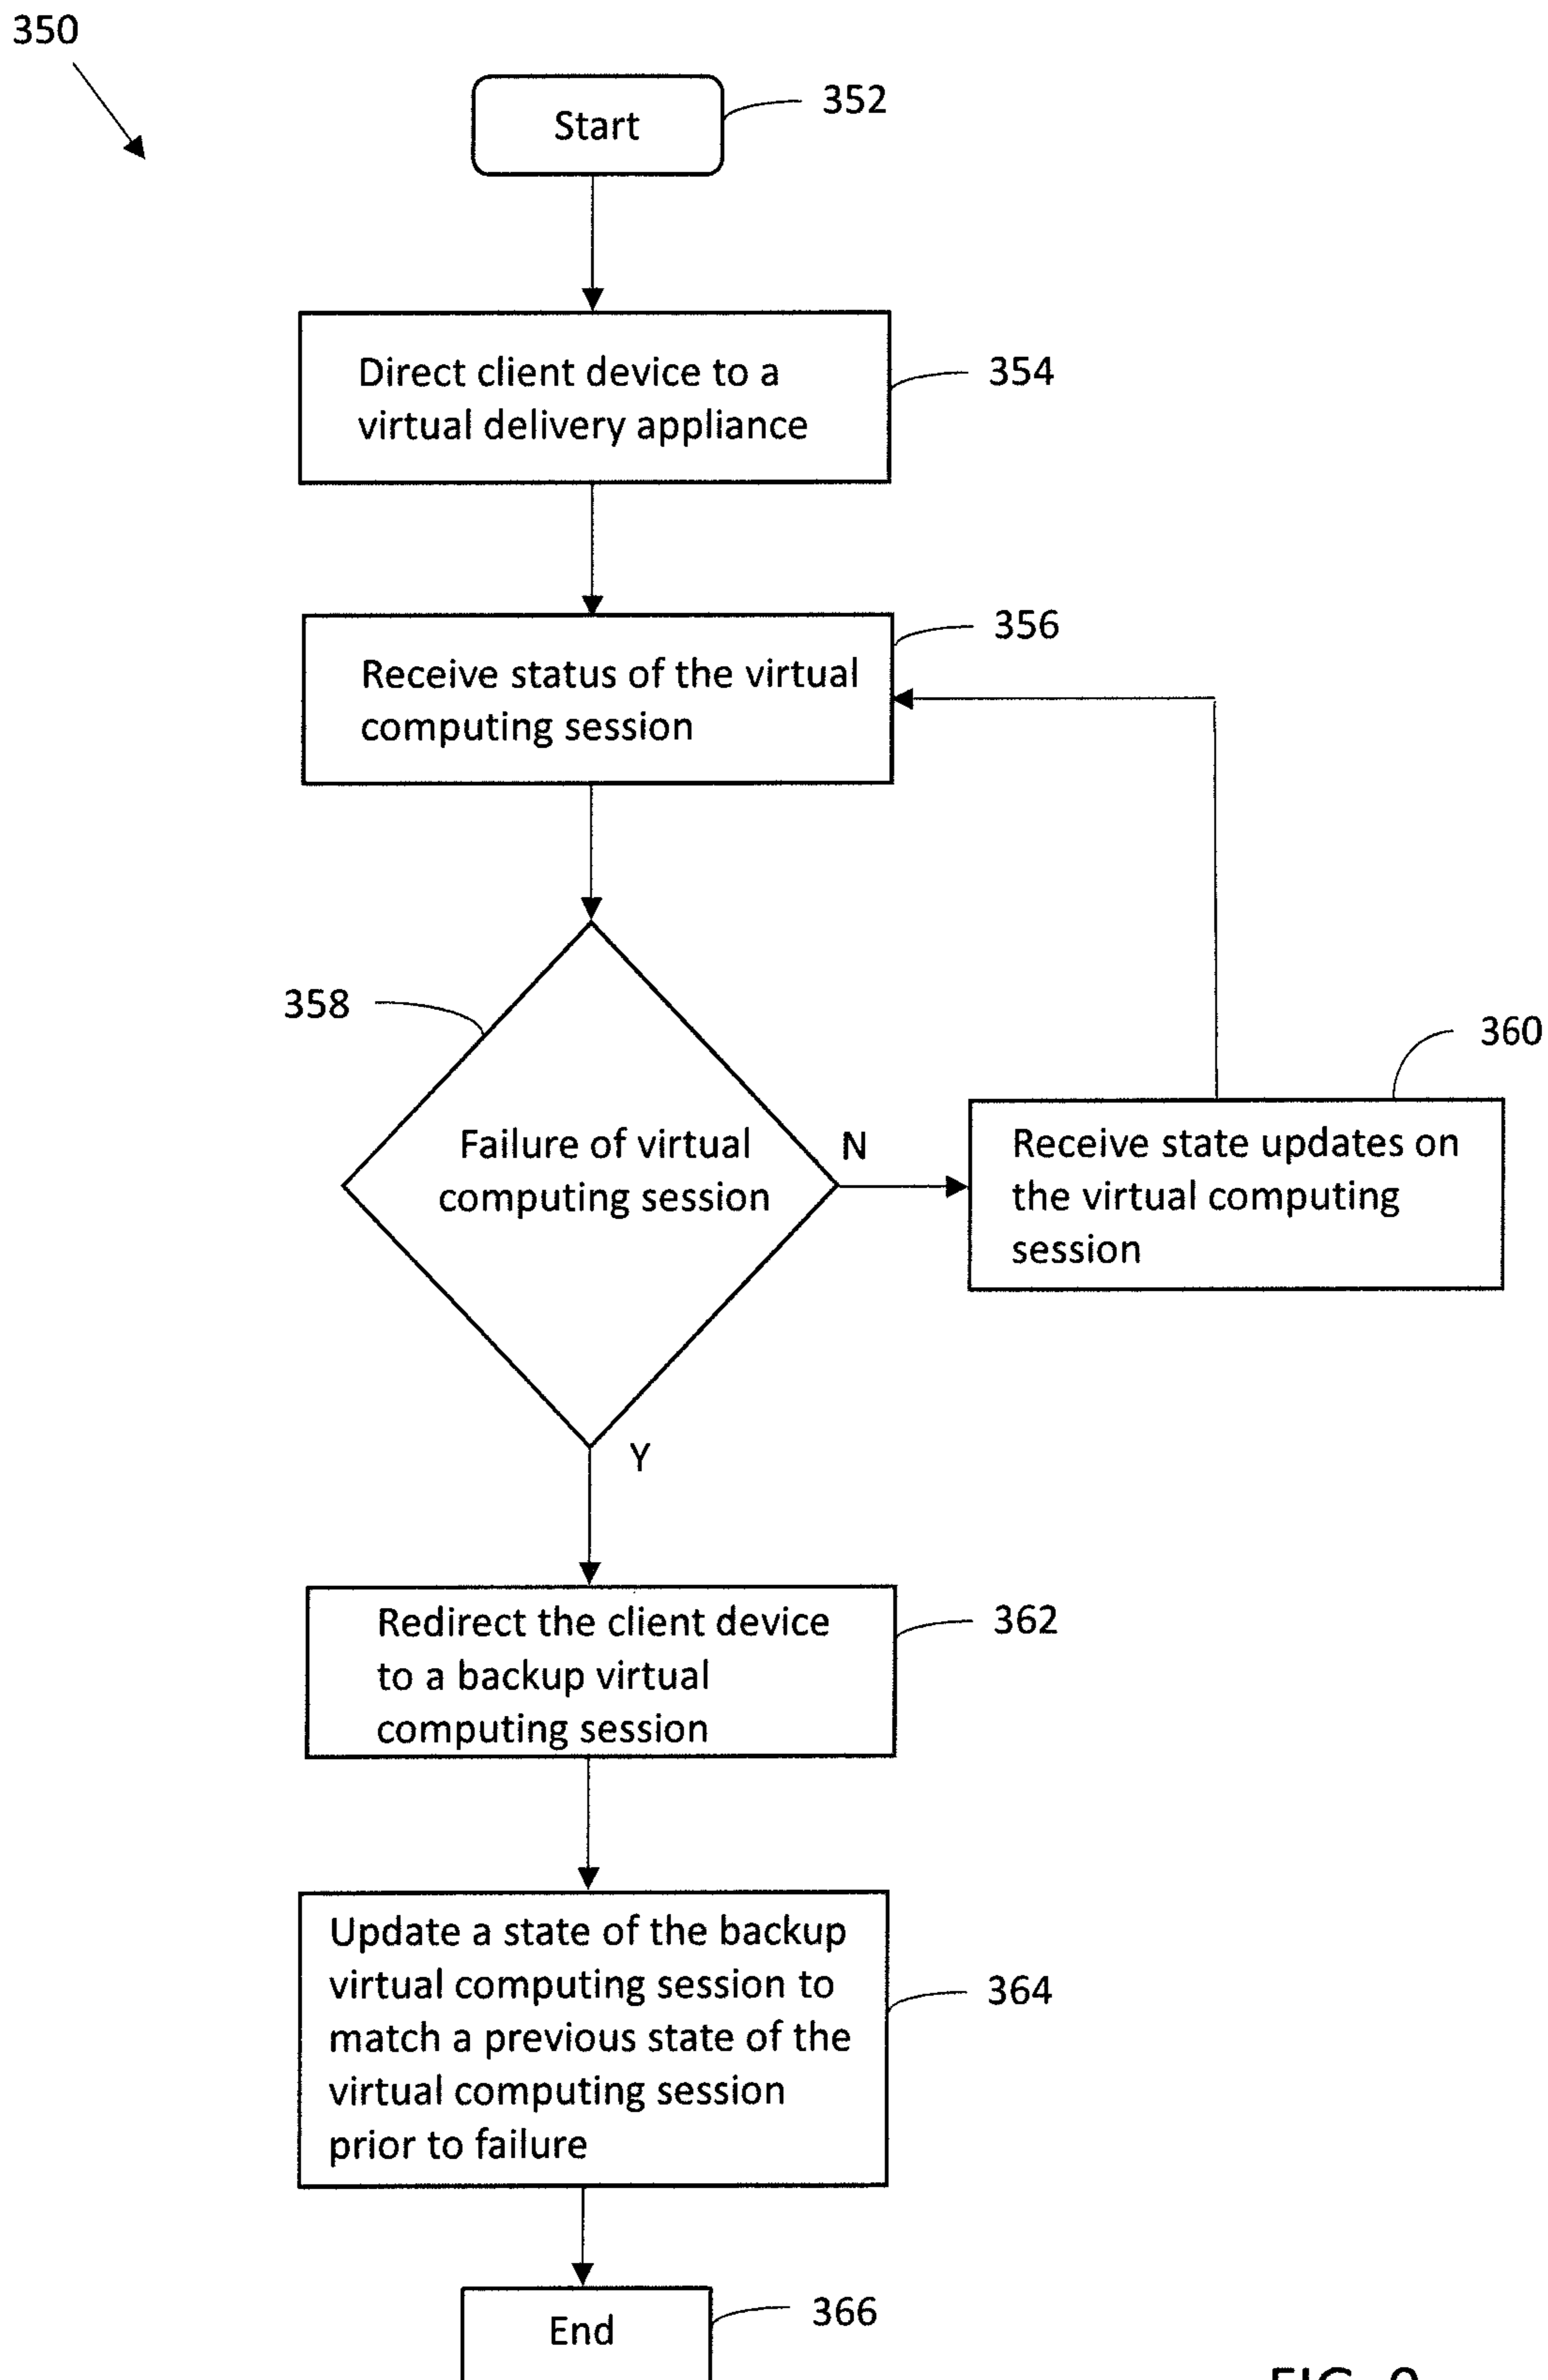 350
Start
352
Direct client device to a
virtual delivery appliance
354
356
Receive status of the virtual
computing session
358
Failure of virtual
computing session
N
360
Receive state updates on
the virtual computing
session
Y
Redirect the client device
to a backup virtual
computing session
362
Update a state of the backup
virtual computing session to
match a previous state of the
virtual computing session
prior to failure
364
End
366
FIG.